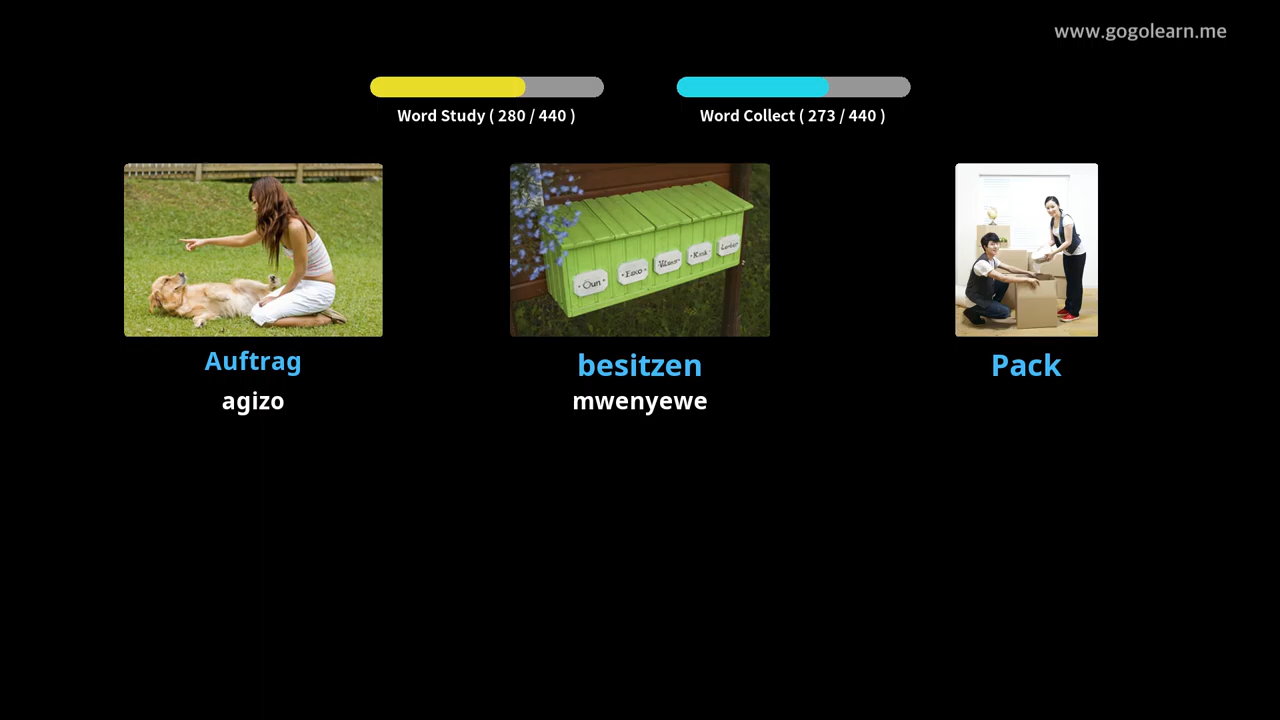 www.gogolearn.me
Word Study ( 280 / 440 )
Word Collect ( 273 / 440 )
Auftrag
agizo
besitzen
mwenyewe
Pack